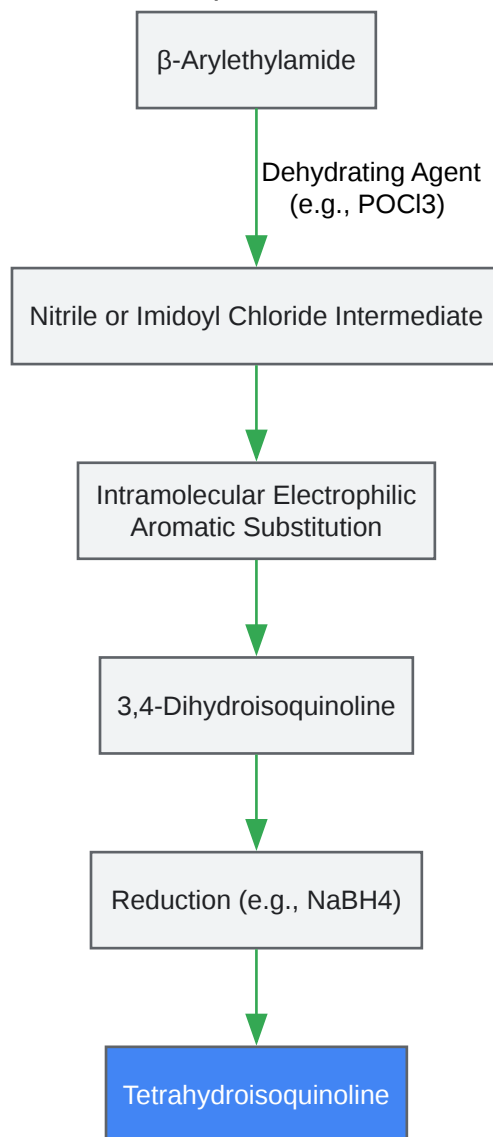 β-Arylethylamide
Dehydrating Agent
(e.g., POCl3)
Nitrile or Imidoyl Chloride Intermediate
Intramolecular Electrophilic
Aromatic Substitution
3,4-Dihydroisoquinoline
Reduction (e.g., NaBH4)
Tetrahydroisoquinoline